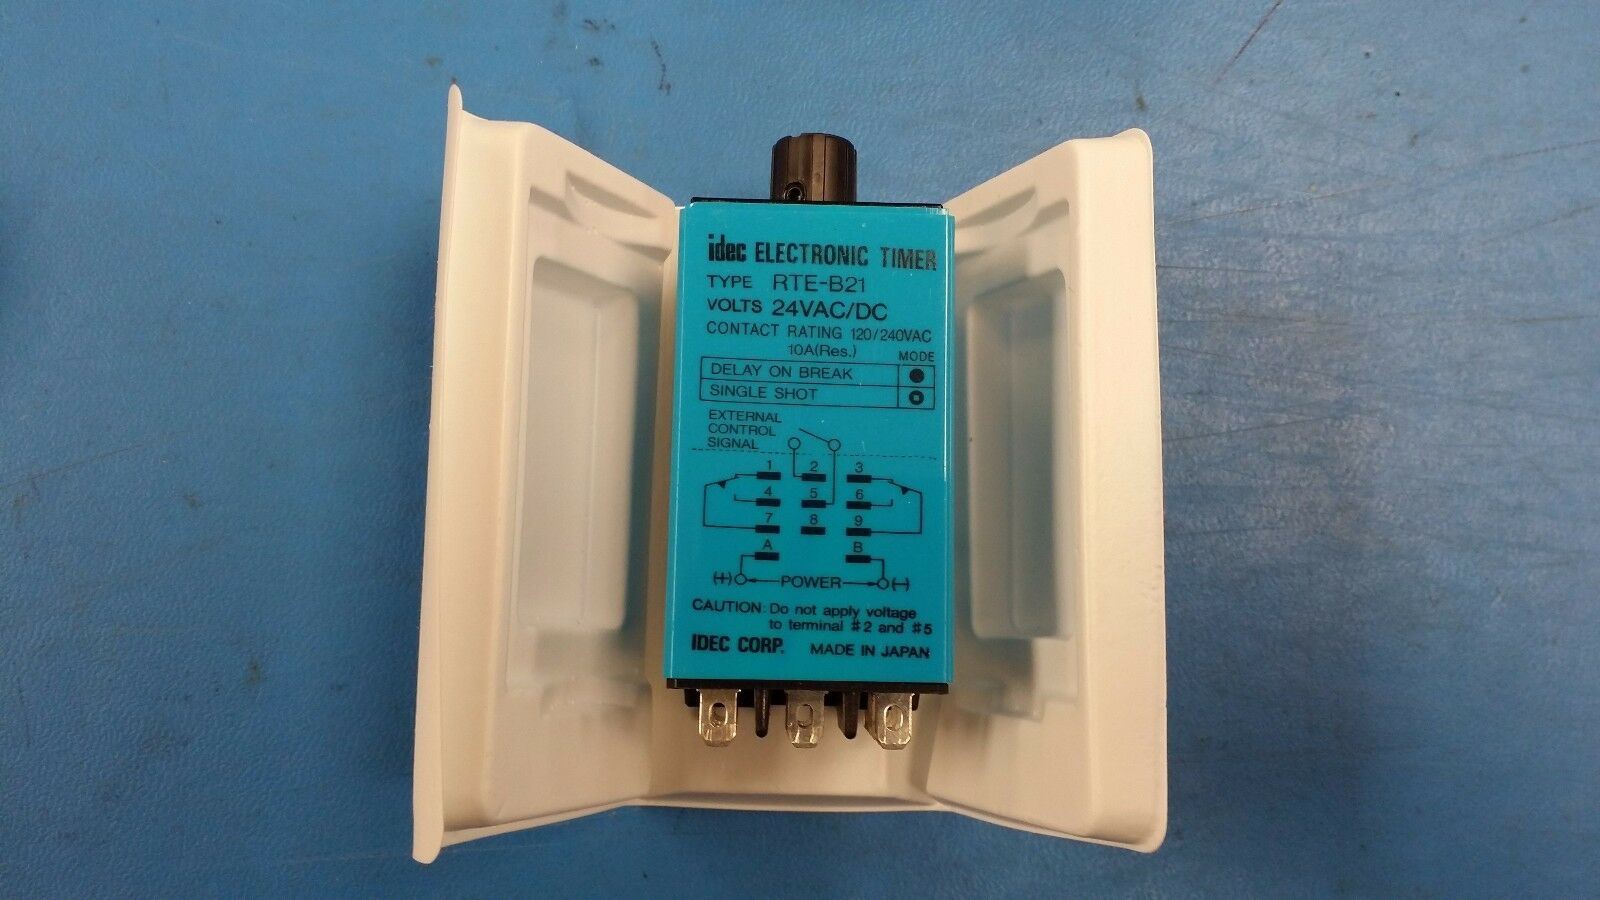 idec ELECTRONIC TIMER
TYPE RTE-B21
VOLTS 24VAC/DC
CONTACT RATING 120/240VAC
10A(Res.) MODE
DELAY ON BREAK
SINGLE SHOT
EXTERNAL
CONTROL
SIGNAL
1 2 3
4 5 6
7 8 9
A B
(+) POWER (-)
CAUTION: Do not apply voltage
to terminal #2 and #5
IDEC CORP. MADE IN JAPAN